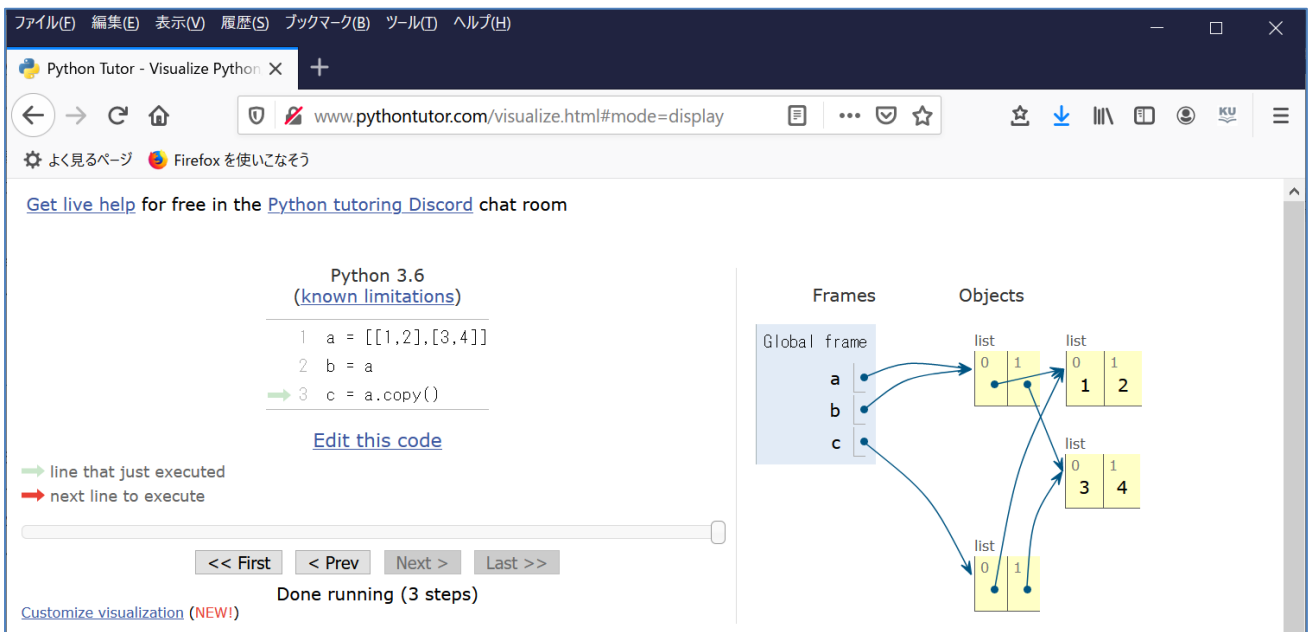 ファイル(F) 編集(E) 表示(V) 履歴(S) ブックマーク(B) ツール(T) ヘルプ(H)
Python Tutor - Visualize Python
www.pythontutor.com/visualize.html#mode=display
KU
よく見るページ Firefox を使いこなそう
Get live help for free in the Python tutoring Discord chat room
Python 3.6
(known limitations)
1 a = [[1,2],[3,4]]
2 b = a
3 c = a.copy()
Edit this code
line that just executed
next line to execute
<< First < Prev Next > Last >>
Done running (3 steps)
Customize visualization (NEW!)
Frames Objects
Global frame
a
b
c
list
0 1
list
0 1
1 2
list
0 1
3 4
list
0 1